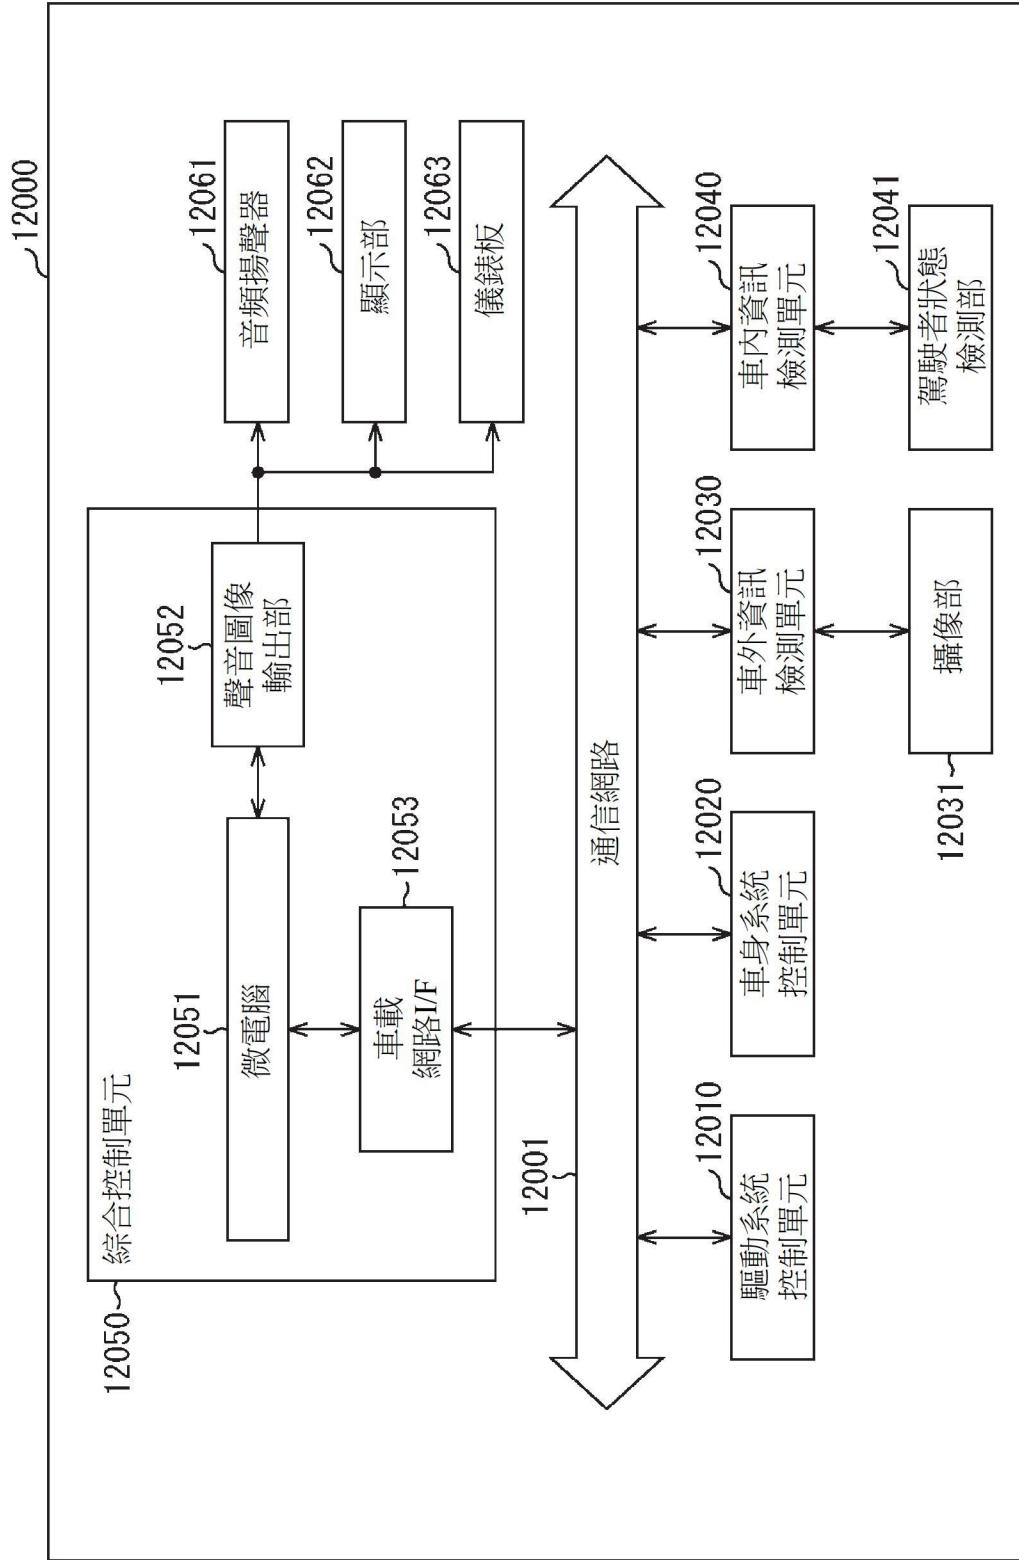 12000
12050
綜合控制單元
12051
微電腦
12052
聲音圖像
輸出部
12053
車載
網路I/F
12061
音頻揚聲器
12062
顯示部
12063
儀錶板
12001
通信網路
12010
驅動系統
控制單元
12020
車身系統
控制單元
12030
車外資訊
檢測單元
12040
車內資訊
檢測單元
12031
攝像部
12041
駕駛者狀態
檢測部